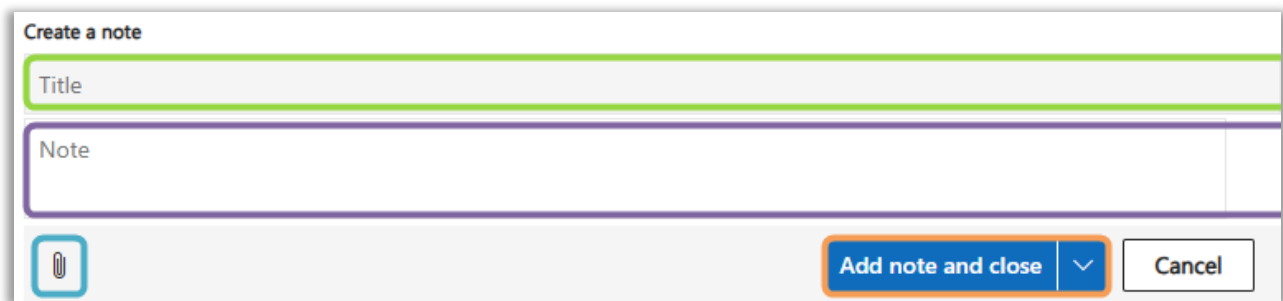 Create a note
Title
Note
Add note and close
Cancel